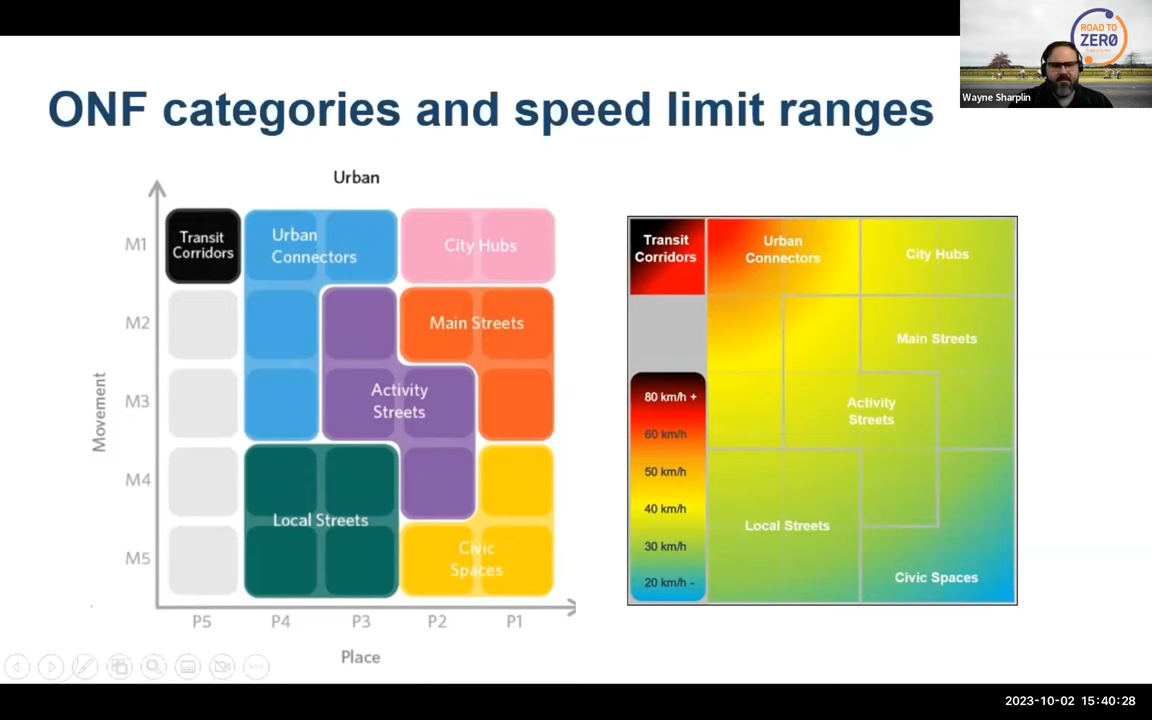 ROAD TO
ZERO
Wayne Sharplin
ONF categories and speed limit ranges
Urban
Movement
M1
M2
M3
M4
M5
Transit
Corridors
Urban
Connectors
City Hubs
Main Streets
Activity
Streets
Local Streets
Civic
Spaces
P5
P4
P3
P2
P1
Place
Transit
Corridors
Urban
Connectors
City Hubs
Main Streets
Activity
Streets
Local Streets
Civic Spaces
80 km/h +
60 km/h
50 km/h
40 km/h
30 km/h
20 km/h -
2023-10-02 15:40:28